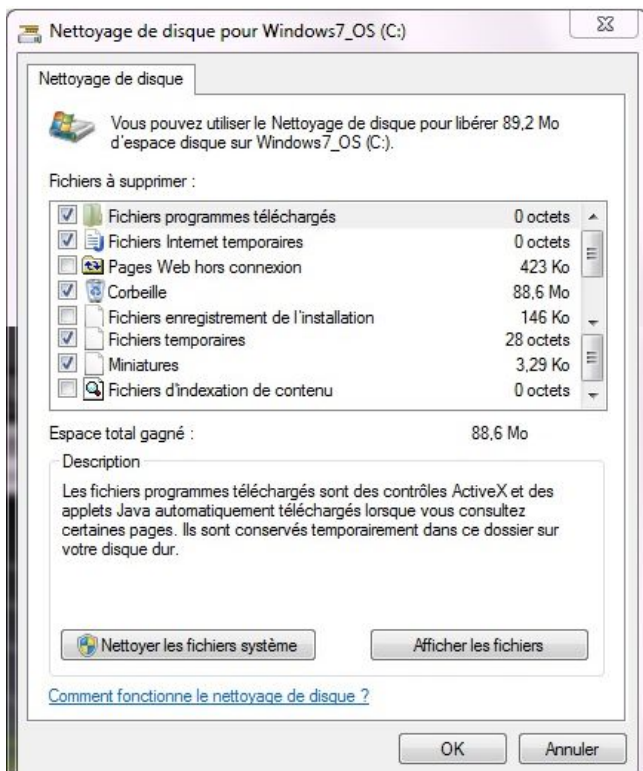 Nettoyage de disque pour Windows7_OS (C:)
Nettoyage de disque
Vous pouvez utiliser le Nettoyage de disque pour libérer 89,2 Mo
d'espace disque sur Windows7_OS (C:).
Fichiers à supprimer :
Fichiers programmes téléchargés 0 octets
Fichiers Internet temporaires 0 octets
Pages Web hors connexion 423 Ko
Corbeille 88,6 Mo
Fichiers enregistrement de l'installation 146 Ko
Fichiers temporaires 28 octets
Miniatures 3,29 Ko
Fichiers d'indexation de contenu 0 octets
Espace total gagné : 88,6 Mo
Description
Les fichiers programmes téléchargés sont des contrôles ActiveX et des
applets Java automatiquement téléchargés lorsque vous consultez
certaines pages. Ils sont conservés temporairement dans ce dossier sur
votre disque dur.
Nettoyer les fichiers système Afficher les fichiers
Comment fonctionne le nettoyage de disque ?
OK Annuler